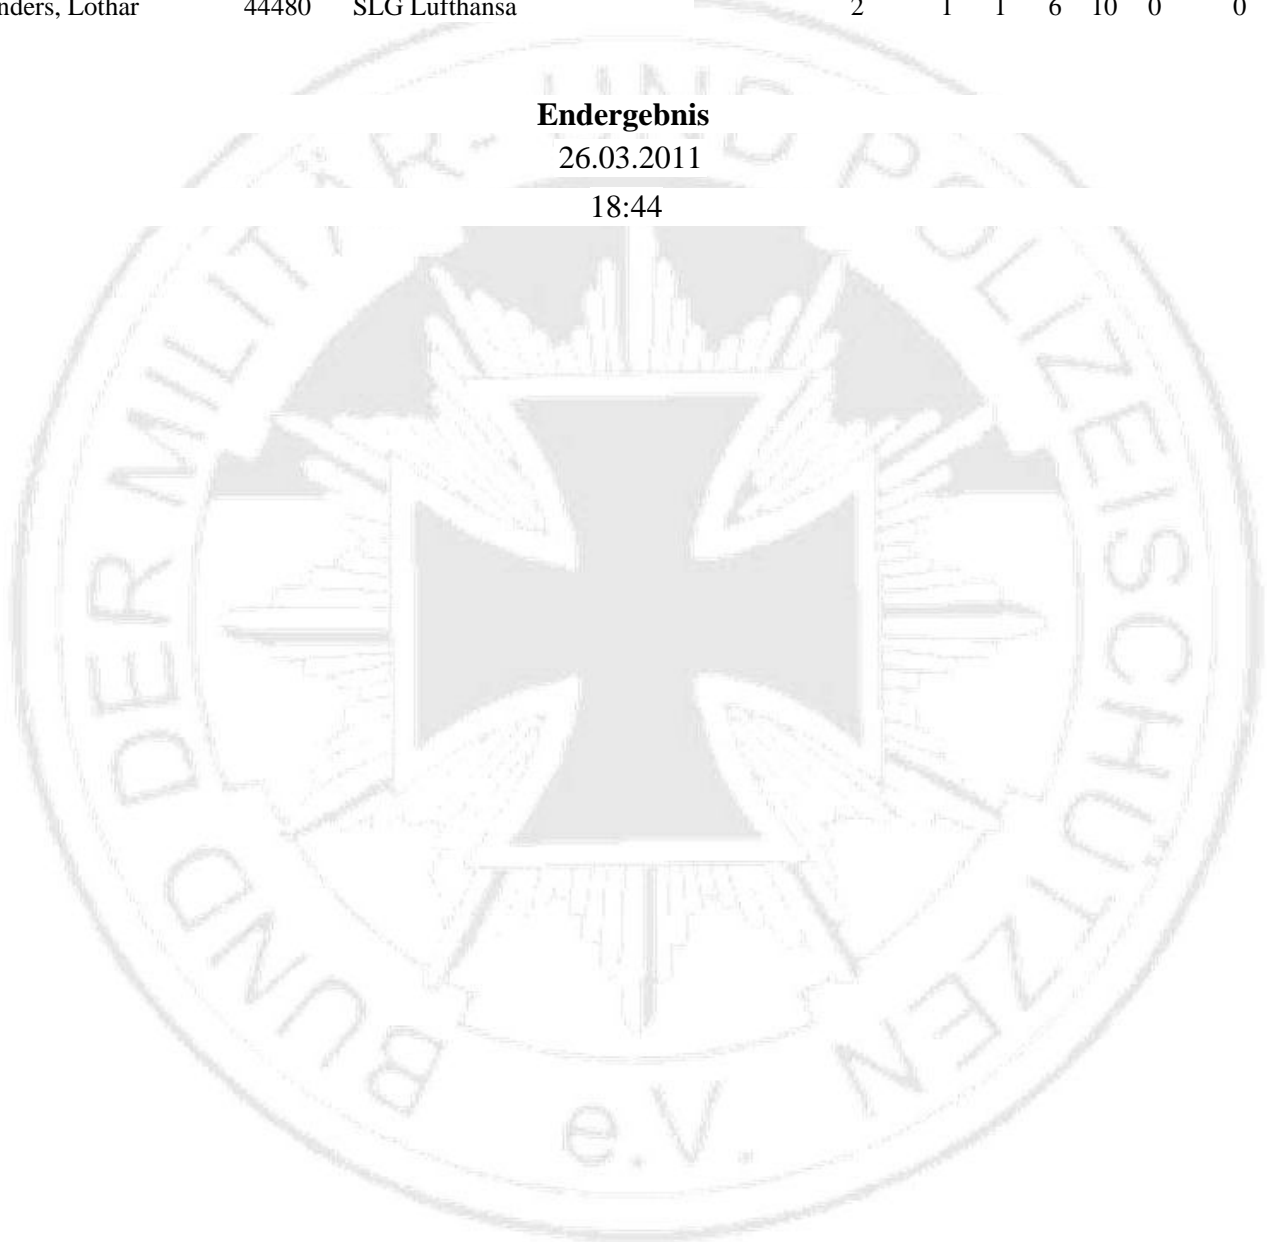 nders, Lothar 44480 SLG Lufthansa 2 1 1 6 10 0 0
Endergebnis
26.03.2011
18:44
BUND DER MILITÄR- UND POLIZEISCHÜTZEN
e.V.